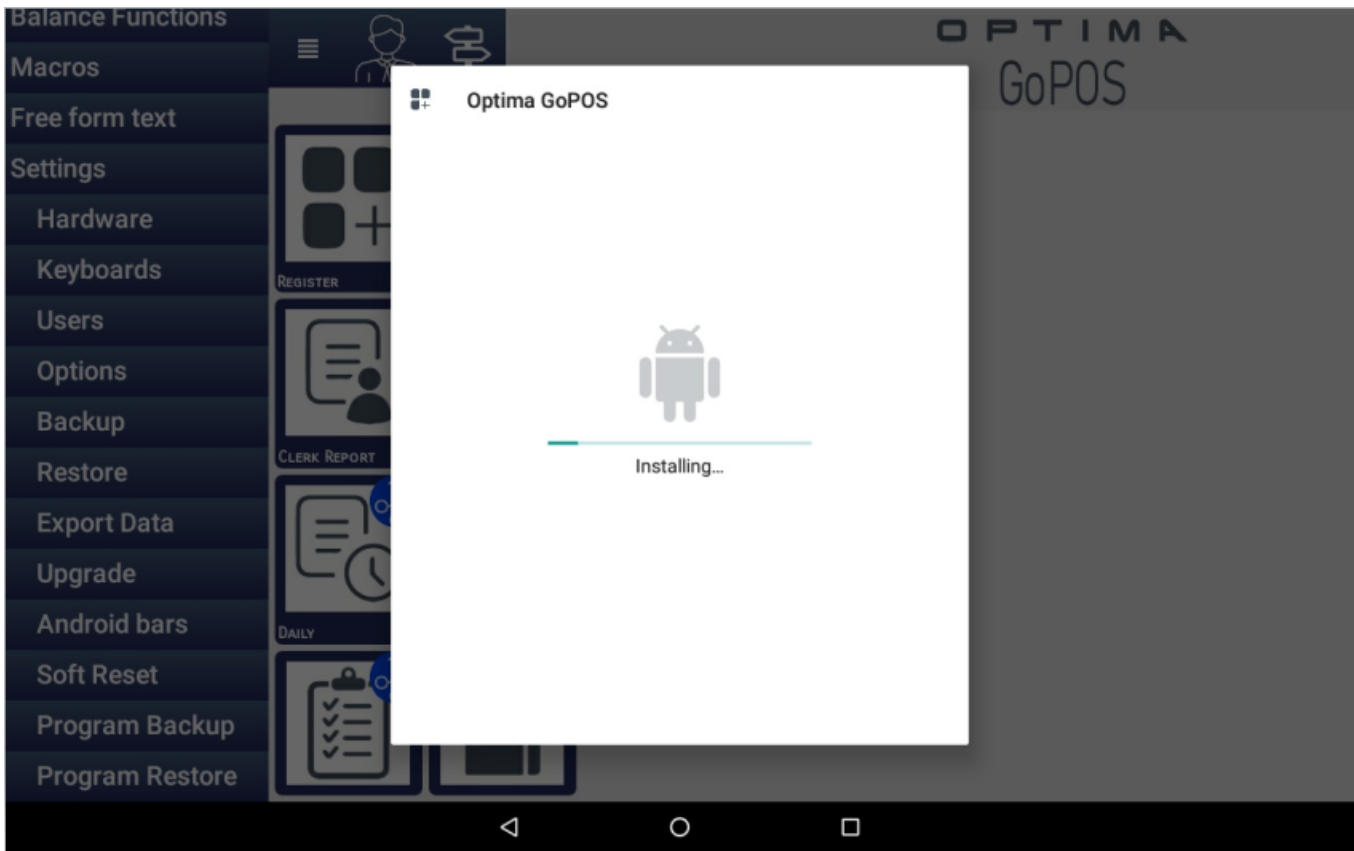 Balance Functions
Macros
Free form text
Settings
Hardware
Keyboards
Users
Options
Backup
Restore
Export Data
Upgrade
Android bars
Soft Reset
Program Backup
Program Restore
REGISTER
CLERK REPORT
DAILY
OPTIMA
GoPOS
Optima GoPOS
Installing...